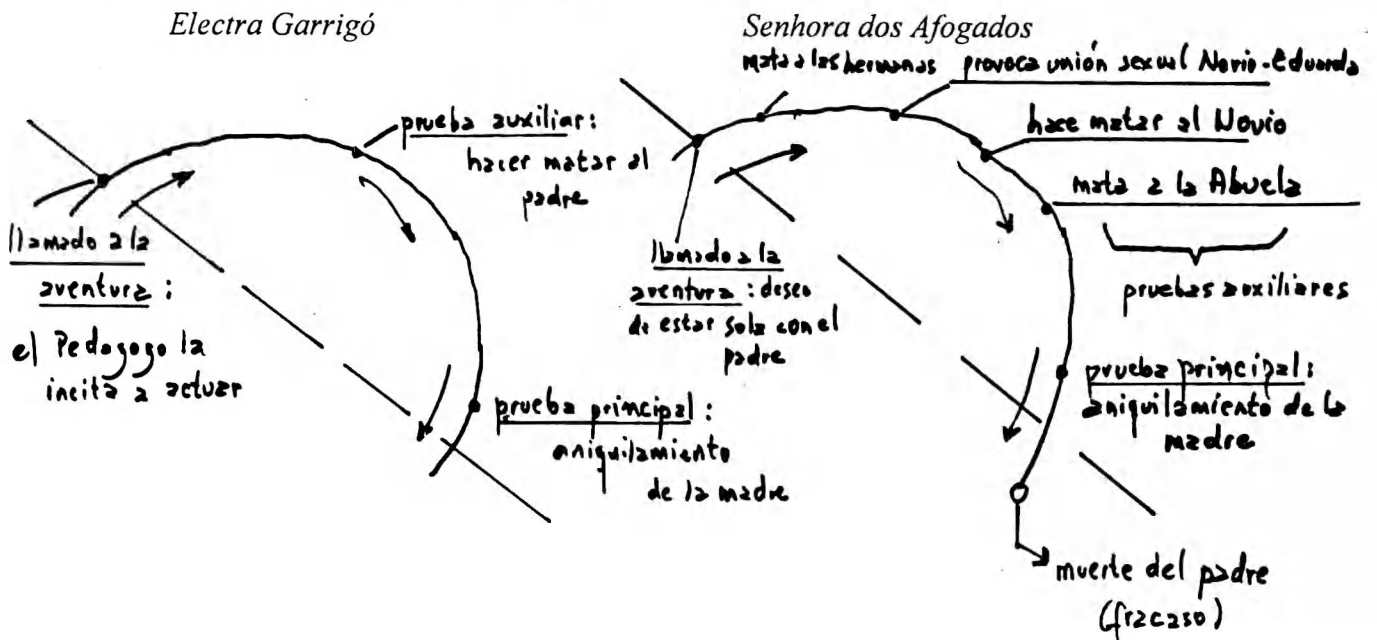 Electra Garrigó
prueba auxiliar:
hacer matar al
padre
llamado a la
aventura:
el Pedagogo la
incita a actuar
prueba principal:
aniquilamiento
de la madre
Senhora dos Afogados
mata a las hermanas
provoca unión sexual Novio-Eduarda
hace matar al Novio
mata a la Abuela
pruebas auxiliares
llamado a la
aventura: deseo
de estar sola con el
padre
prueba principal:
aniquilamiento de la
madre
muerte del padre
(fracaso)